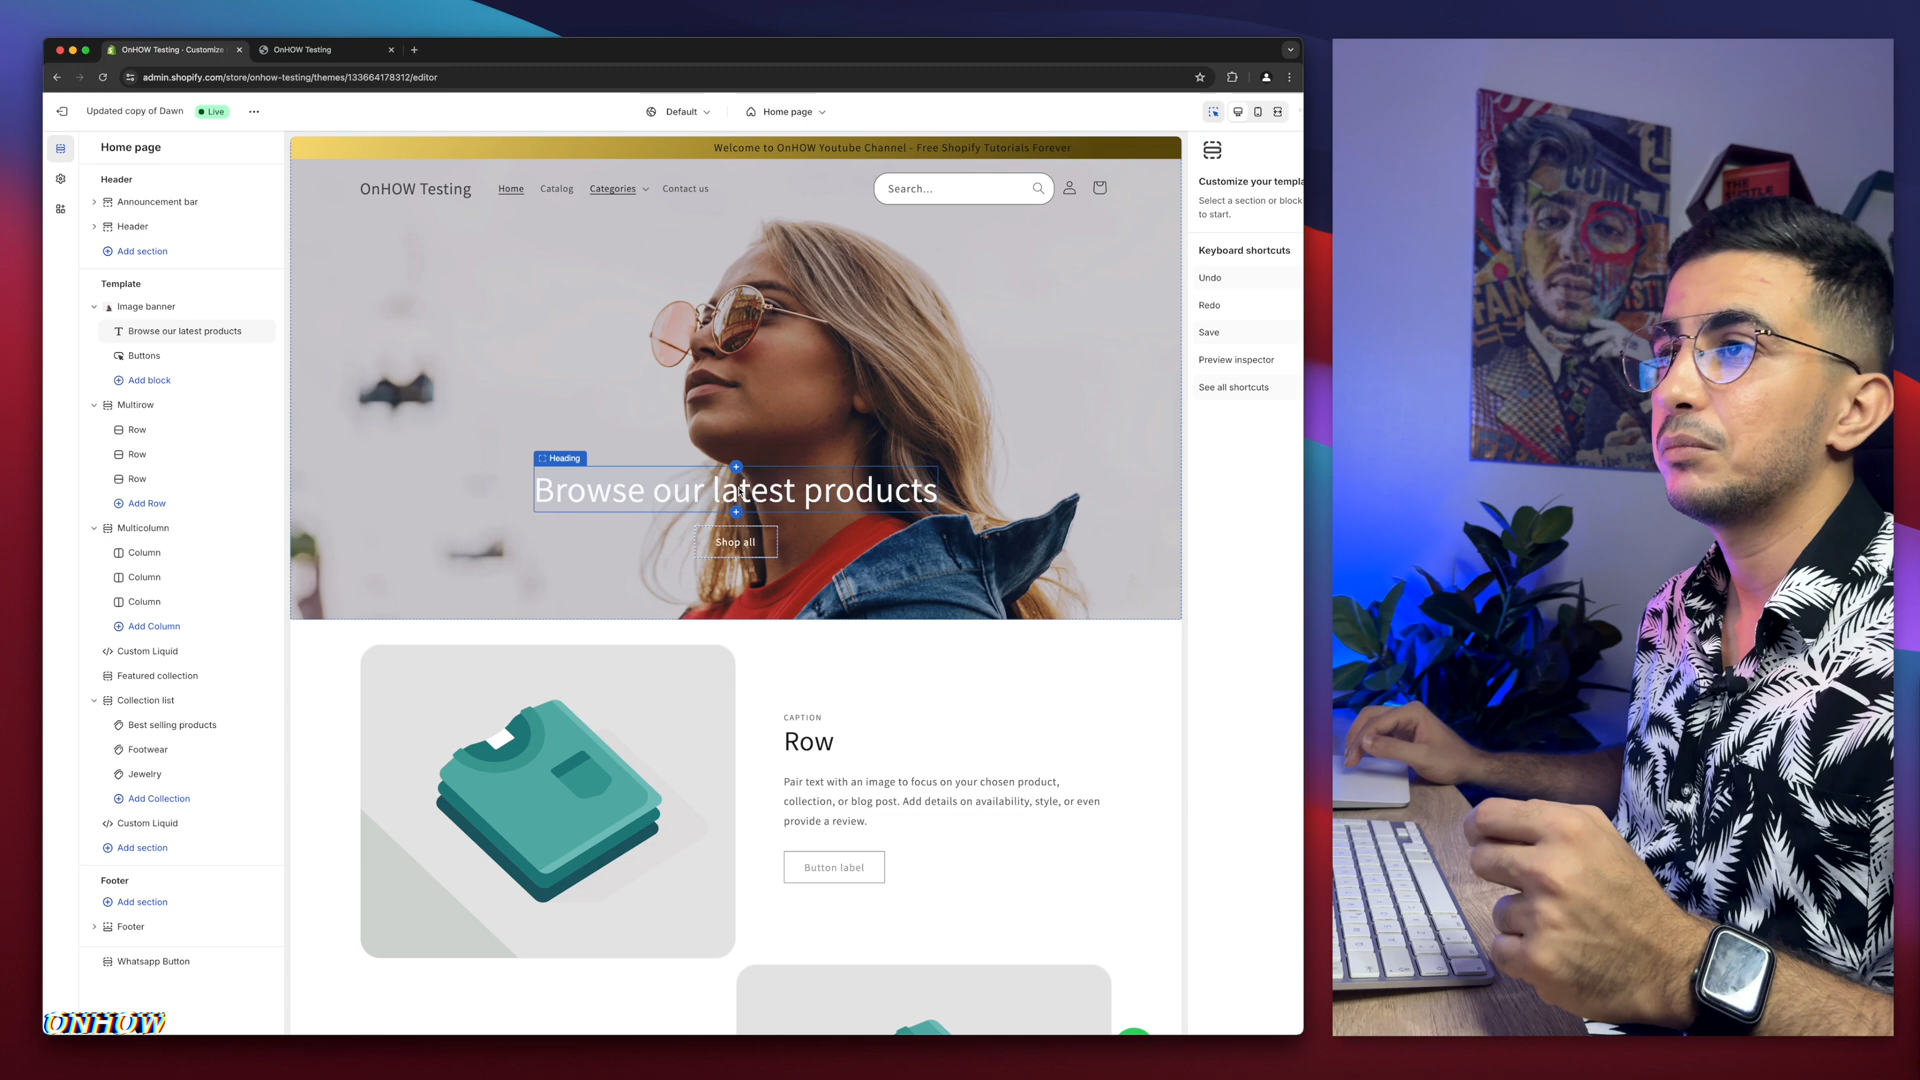 OnHOW Testing · Customize
OnHOW Testing
admin.shopify.com/store/onhow-testing/themes/133664178312/editor
Updated copy of Dawn
Live
Default
Home page
Home page
Header
Announcement bar
Header
Add section
Template
Image banner
Browse our latest products
Buttons
Add block
Multirow
Row
Row
Row
Add Row
Multicolumn
Column
Column
Column
Add Column
Custom Liquid
Featured collection
Collection list
Best selling products
Footwear
Jewelry
Add Collection
Custom Liquid
Add section
Footer
Add section
Footer
Whatsapp Button
Welcome to OnHOW Youtube Channel - Free Shopify Tutorials Forever
OnHOW Testing
Home
Catalog
Categories
Contact us
Search...
Heading
Browse our latest products
Shop all
CAPTION
Row
Pair text with an image to focus on your chosen product,
collection, or blog post. Add details on availability, style, or even
provide a review.
Button label
Customize your templa
Select a section or block
to start.
Keyboard shortcuts
Undo
Redo
Save
Preview inspector
See all shortcuts
ONHOW